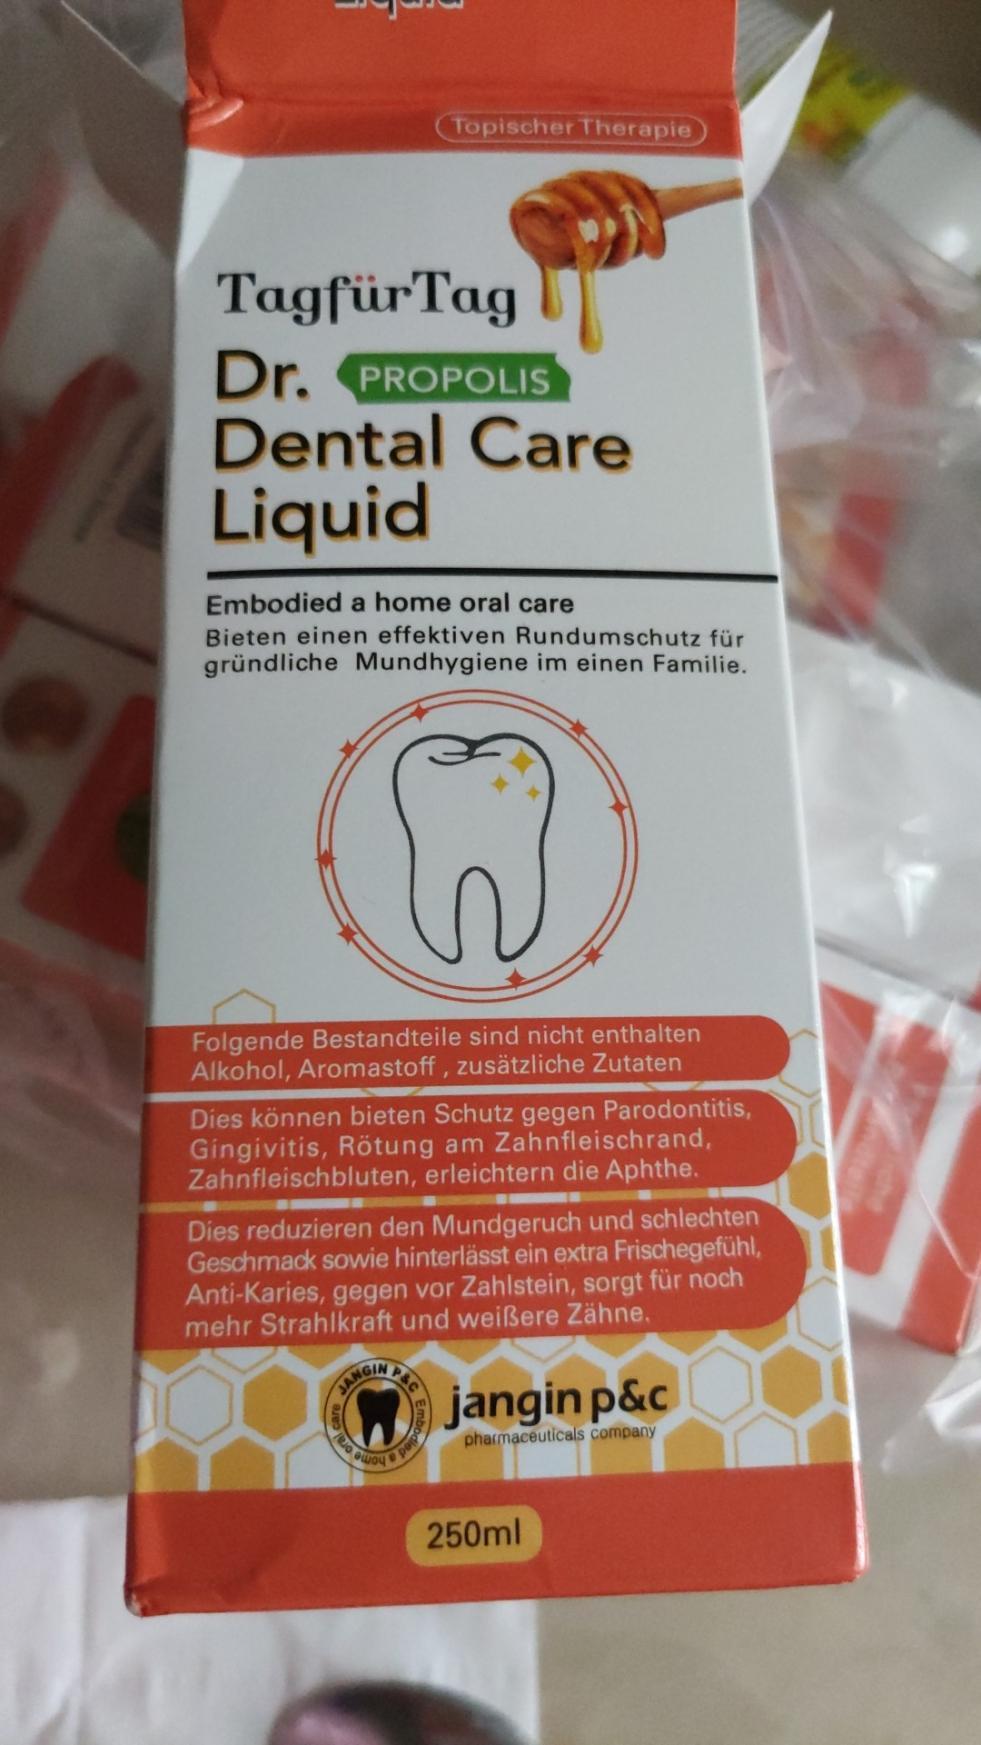 Liquid
Topischer Therapie
TagfürTag
Dr. PROPOLIS
Dental Care
Liquid
Embodied a home oral care
Bieten einen effektiven Rundumschutz für
gründliche Mundhygiene im einen Familie.
Folgende Bestandteile sind nicht enthalten
Alkohol, Aromastoff , zusätzliche Zutaten
Dies können bieten Schutz gegen Parodontitis,
Gingivitis, Rötung am Zahnfleischrand,
Zahnfleischbluten, erleichtern die Aphthe.
Dies reduzieren den Mundgeruch und schlechten
Geschmack sowie hinterlässt ein extra Frischegefühl,
Anti-Karies, gegen vor Zahlstein, sorgt für noch
mehr Strahlkraft und weißere Zähne.
JANGIN P&C Embodied a home oral care
jangin p&c
pharmaceuticals company
250ml